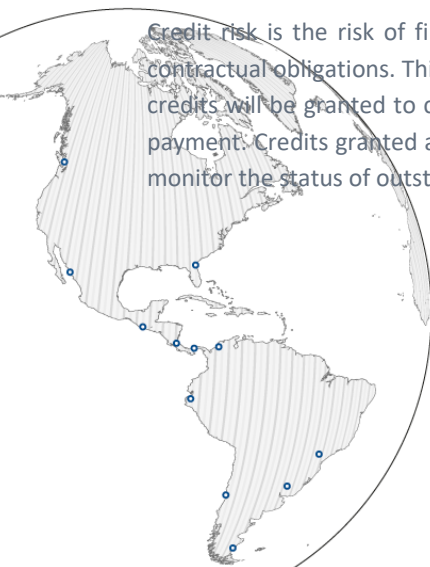 Credit risk is the risk of fi
contractual obligations. Thi
credits will be granted to c
payment. Credits granted a
monitor the status of outst